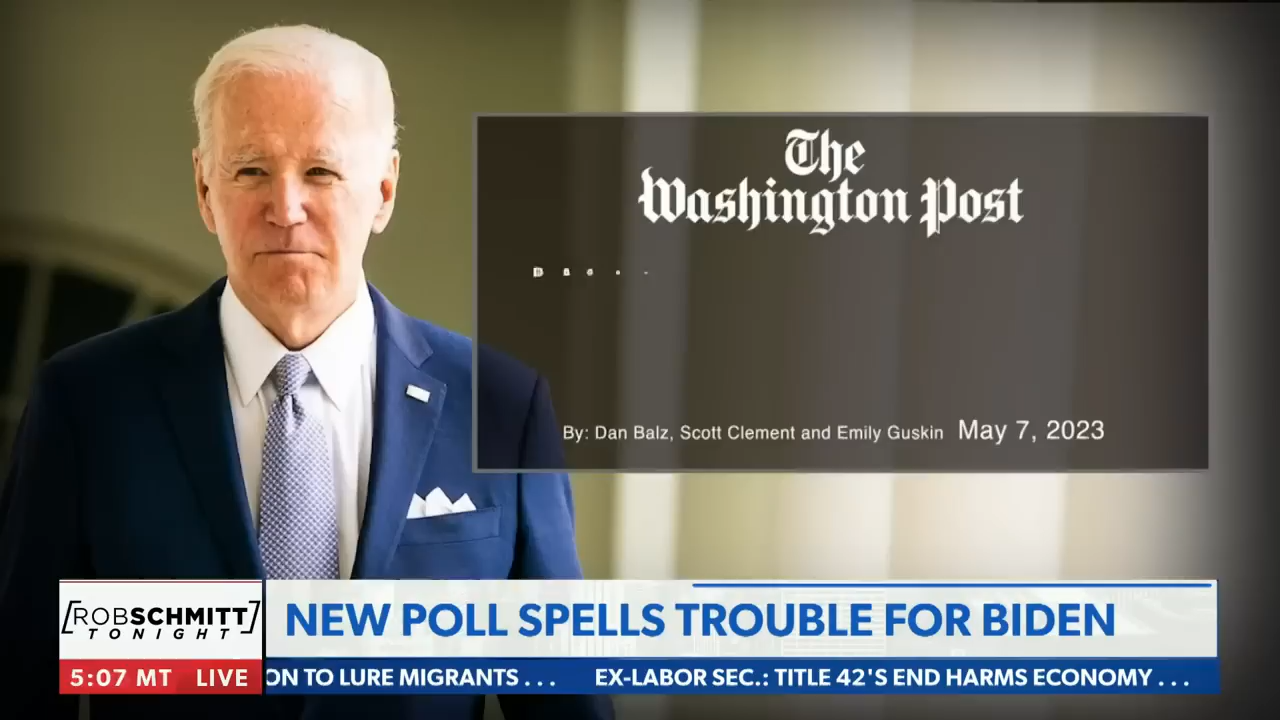 The
Washington Post
By: Dan Balz, Scott Clement and Emily Guskin May 7, 2023
[ROBSCHMITT]
TONIGHT
NEW POLL SPELLS TROUBLE FOR BIDEN
5:07 MT LIVE
ON TO LURE MIGRANTS . . . EX-LABOR SEC.: TITLE 42'S END HARMS ECONOMY . . .